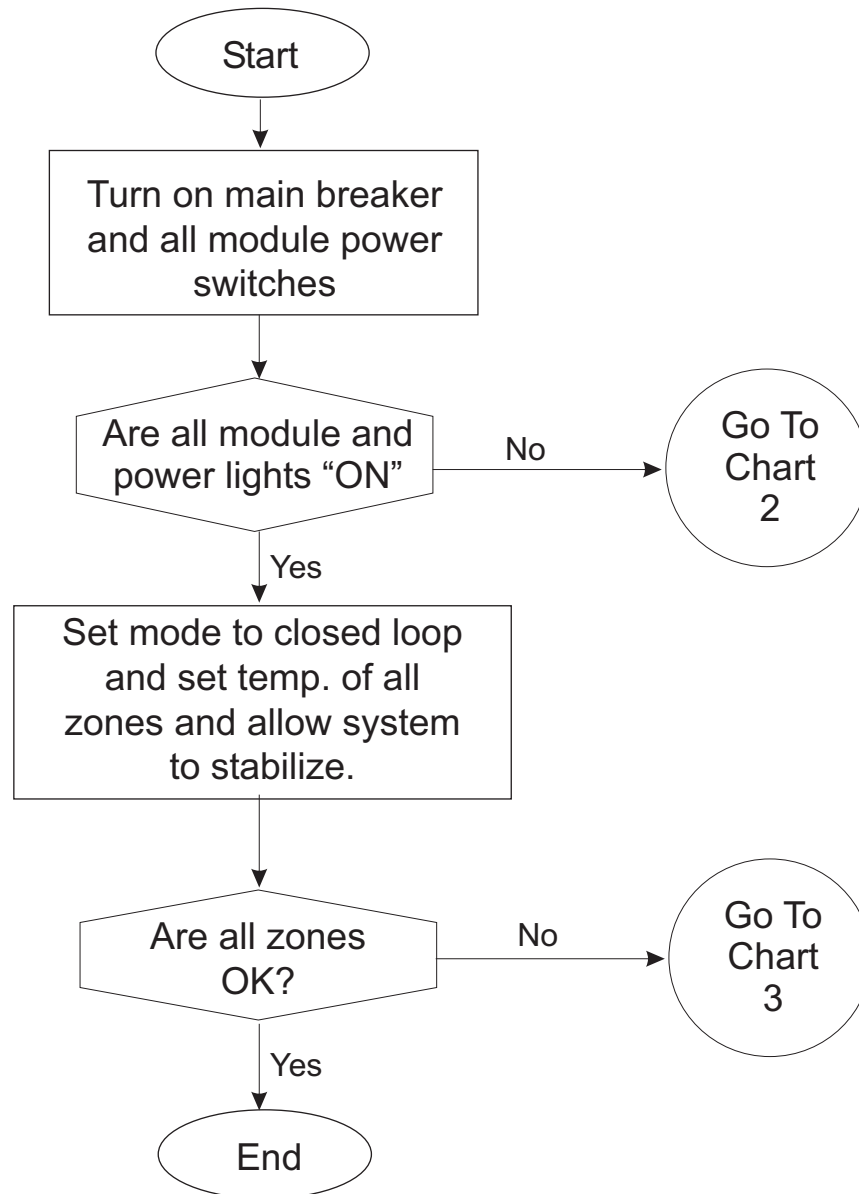 Start
Turn on main breaker
and all module power
switches
Are all module and
power lights “ON”
No
Go To
Chart
2
Yes
Set mode to closed loop
and set temp. of all
zones and allow system
to stabilize.
Are all zones
OK?
No
Go To
Chart
3
Yes
End